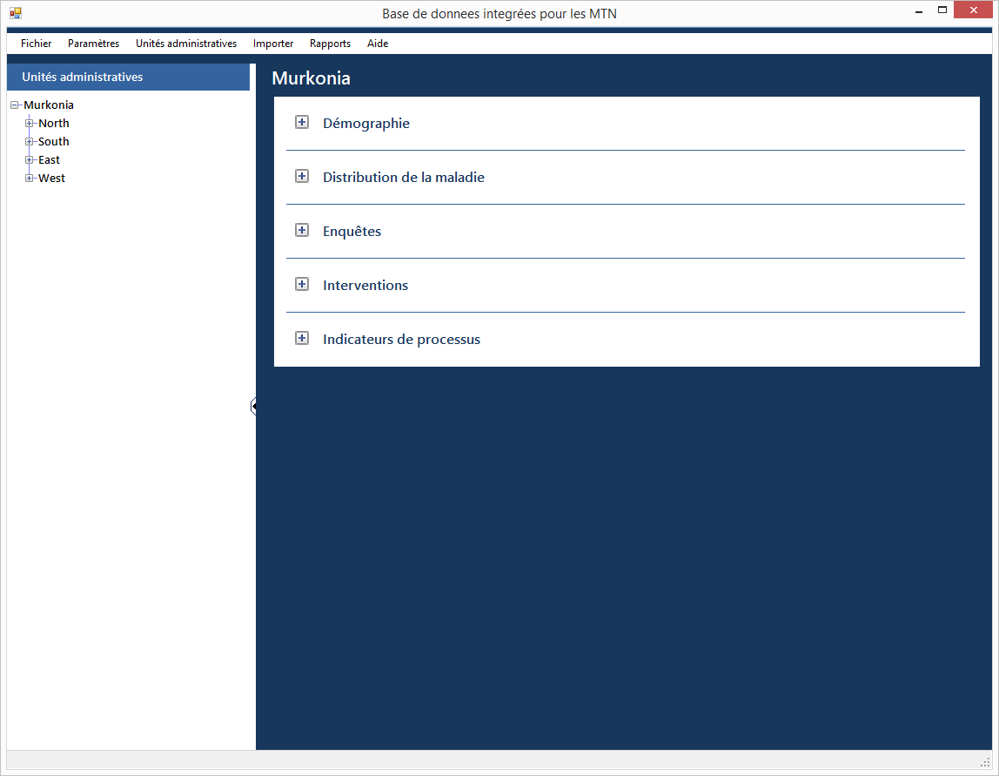 Base de donnees integrées pour les MTN
Fichier Paramètres Unités administratives Importer Rapports Aide
Unités administratives
Murkonia
North
South
East
West
Murkonia
Démographie
Distribution de la maladie
Enquêtes
Interventions
Indicateurs de processus